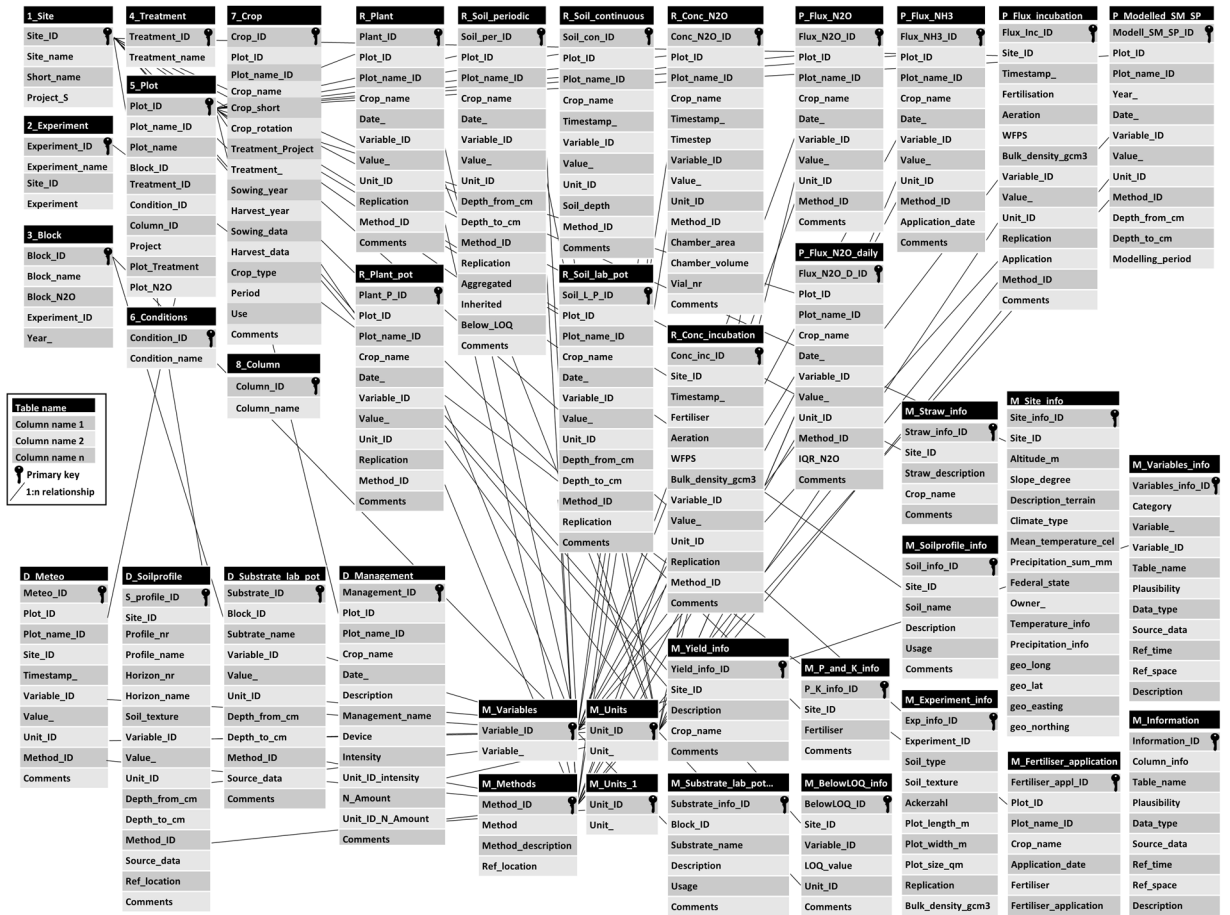 1_Site
Site_ID
Site_name
Short_name
Project_S
2_Experiment
Experiment_ID
Experiment_name
Site_ID
Experiment
3_Block
Block_ID
Block_name
Block_N2O
Experiment_ID
Year_
4_Treatment
Treatment_ID
Treatment_name
5_Plot
Plot_ID
Plot_name_ID
Plot_name
Block_ID
Treatment_ID
Condition_ID
Column_ID
Project
Plot_Treatment
Plot_N2O
6_Conditions
Condition_ID
Condition_name
7_Crop
Crop_ID
Plot_ID
Plot_name_ID
Crop_name
Crop_short
Crop_rotation
Treatment_Project
Treatment_
Sowing_year
Harvest_year
Sowing_data
Harvest_data
Crop_type
Period
Use
Comments
8_Column
Column_ID
Column_name
R_Plant
Plant_ID
Plot_ID
Plot_name_ID
Crop_name
Date_
Variable_ID
Value_
Unit_ID
Replication
Method_ID
Comments
R_Plant_pot
Plant_P_ID
Plot_ID
Plot_name_ID
Crop_name
Date_
Variable_ID
Value_
Unit_ID
Replication
Method_ID
Comments
R_Soil_periodic
Soil_per_ID
Plot_ID
Plot_name_ID
Crop_name
Date_
Variable_ID
Value_
Unit_ID
Depth_from_cm
Depth_to_cm
Method_ID
Replication
Aggregated
Inherited
Below_LOQ
Comments
R_Soil_continuous
Soil_con_ID
Plot_ID
Plot_name_ID
Crop_name
Timestamp_
Variable_ID
Value_
Unit_ID
Soil_depth
Method_ID
Comments
R_Soil_lab_pot
Soil_L_P_ID
Plot_ID
Plot_name_ID
Crop_name
Date_
Variable_ID
Value_
Unit_ID
Depth_from_cm
Depth_to_cm
Method_ID
Replication
Comments
R_Conc_N2O
Conc_N2O_ID
Plot_ID
Plot_name_ID
Crop_name
Timestamp_
Timestep
Variable_ID
Value_
Unit_ID
Method_ID
Chamber_area
Chamber_volume
Vial_nr
Comments
R_Conc_incubation
Conc_inc_ID
Site_ID
Timestamp_
Fertiliser
Aeration
WFPS
Bulk_density_gcm3
Variable_ID
Value_
Unit_ID
Replication
Method_ID
Comments
P_Flux_N2O
Flux_N2O_ID
Plot_ID
Plot_name_ID
Crop_name
Date_
Variable_ID
Value_
Unit_ID
Method_ID
Comments
P_Flux_N2O_daily
Flux_N2O_D_ID
Plot_ID
Plot_name_ID
Crop_name
Date_
Variable_ID
Value_
Unit_ID
Method_ID
IQR_N2O
Comments
P_Flux_NH3
Flux_NH3_ID
Plot_ID
Plot_name_ID
Crop_name
Date_
Variable_ID
Value_
Unit_ID
Method_ID
Application_date
Comments
P_Flux_incubation
Flux_Inc_ID
Site_ID
Timestamp_
Fertilisation
Aeration
WFPS
Bulk_density_gcm3
Variable_ID
Value_
Unit_ID
Replication
Application
Method_ID
Comments
P_Modelled_SM_SP
Modell_SM_SP_ID
Plot_ID
Plot_name_ID
Year_
Date_
Variable_ID
Value_
Unit_ID
Method_ID
Depth_from_cm
Depth_to_cm
Modelling_period
Table name
Column name 1
Column name 2
Column name n
Primary key
1:n relationship
D_Meteo
Meteo_ID
Plot_ID
Plot_name_ID
Site_ID
Timestamp_
Variable_ID
Value_
Unit_ID
Method_ID
Comments
D_Soilprofile
S_profile_ID
Site_ID
Profile_nr
Profile_name
Horizon_nr
Horizon_name
Soil_texture
Variable_ID
Value_
Unit_ID
Depth_from_cm
Depth_to_cm
Method_ID
Source_data
Ref_location
Comments
D_Substrate_lab_pot
Substrate_ID
Block_ID
Subtrate_name
Variable_ID
Value_
Unit_ID
Depth_from_cm
Depth_to_cm
Method_ID
Source_data
Comments
D_Management
Management_ID
Plot_ID
Plot_name_ID
Crop_name
Date_
Description
Management_name
Device
Intensity
Unit_ID_intensity
N_Amount
Unit_ID_N_Amount
Comments
M_Variables
Variable_ID
Variable_
M_Methods
Method_ID
Method
Method_description
Ref_location
M_Units
Unit_ID
Unit_
M_Units_1
Unit_ID
Unit_
M_Yield_info
Yield_info_ID
Site_ID
Description
Crop_name
Comments
M_Substrate_lab_pot...
Substrate_info_ID
Block_ID
Substrate_name
Description
Usage
Comments
M_P_and_K_info
P_K_info_ID
Site_ID
Fertiliser
Comments
M_BelowLOQ_info
BelowLOQ_ID
Site_ID
Variable_ID
LOQ_value
Unit_ID
Comments
M_Straw_info
Straw_info_ID
Site_ID
Straw_description
Crop_name
Comments
M_Soilprofile_info
Soil_info_ID
Site_ID
Soil_name
Description
Usage
Comments
M_Experiment_info
Exp_info_ID
Experiment_ID
Soil_type
Soil_texture
Ackerzahl
Plot_length_m
Plot_width_m
Plot_size_qm
Replication
Bulk_density_gcm3
M_Site_info
Site_info_ID
Site_ID
Altitude_m
Slope_degree
Description_terrain
Climate_type
Mean_temperature_cel
Precipitation_sum_mm
Federal_state
Owner_
Temperature_info
Precipitation_info
geo_long
geo_lat
geo_easting
geo_northing
M_Fertiliser_application
Fertiliser_appl_ID
Plot_ID
Plot_name_ID
Crop_name
Application_date
Fertiliser
Fertiliser_application
M_Variables_info
Variables_info_ID
Category
Variable_
Variable_ID
Table_name
Plausibility
Data_type
Source_data
Ref_time
Ref_space
Description
M_Information
Information_ID
Column_info
Table_name
Plausibility
Data_type
Source_data
Ref_time
Ref_space
Description